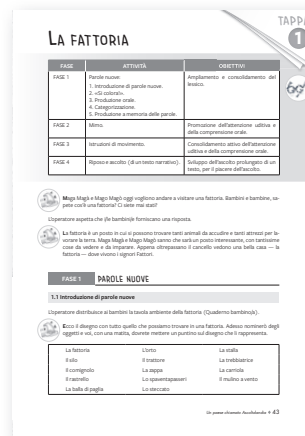 TAPPA
1
LA FATTORIA
FASE ATTIVITÀ OBIETTIVI
FASE 1 Parole nuove: Ampliamento e consolidamento del
1. Introduzione di parole nuove. lessico.
2. «Si colora!».
3. Produzione orale.
4. Categorizzazione.
5. Produzione a memoria delle parole.
FASE 2 Mimo. Promozione dell'attenzione uditiva e
della comprensione orale.
FASE 3 Istruzioni di movimento. Consolidamento attivo dell'attenzione
uditiva e della comprensione orale.
FASE 4 Riposo e ascolto (di un testo narrativo). Sviluppo dell'ascolto prolungato di un
testo, per il piacere dell'ascolto.
Maga Magà e Mago Magò oggi vogliono andare a visitare una fattoria. Bambini e bambine, sa-
pete cos'è una fattoria? Ci siete mai stati?
L'operatore aspetta che i/le bambini/e forniscano una risposta.
La fattoria è un posto in cui si possono trovare tanti animali da accudire e tanti attrezzi per la-
vorare la terra. Maga Magà e Mago Magò sanno che sarà un posto interessante, con tantissime
cose da vedere e da imparare. Appena oltrepassano il cancello vedono una bella casa — la
fattoria — dove vivono i signori Fattori.
FASE 1 PAROLE NUOVE
1.1 Introduzione di parole nuove
L'operatore distribuisce ai bambini la tavola ambiente della fattoria (Quaderno bambino/a).
Ecco il disegno con tutto quello che possiamo trovare in una fattoria. Adesso nominerò degli
oggetti e voi, con una matita, dovrete mettere un puntino sul disegno che li rappresenta.
La fattoria L'orto La stalla
Il silo Il trattore La trebbiatrice
Il comignolo La zappa La carriola
Il rastrello Lo spaventapasseri Il mulino a vento
La balla di paglia Lo steccato
Un paese chiamato Ascoltalandia • 43